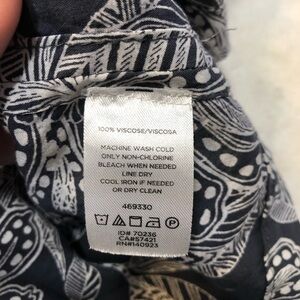 100% VISCOSE/VISCOSA
MACHINE WASH COLD
ONLY NON-CHLORINE
BLEACH WHEN NEEDED
LINE DRY
COOL IRON IF NEEDED
OR DRY CLEAN
469330
ID# 70236
CA#57421
RN#140923